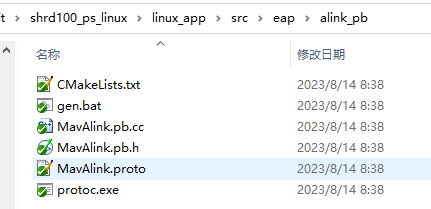 it › shrd100_ps_linux › linux_app › src › eap › alink_pb
名称 修改日期
CMakeLists.txt 2023/8/14 8:38
gen.bat 2023/8/14 8:38
MavAlink.pb.cc 2023/8/14 8:38
MavAlink.pb.h 2023/8/14 8:38
MavAlink.proto 2023/8/14 8:38
protoc.exe 2023/8/14 8:38